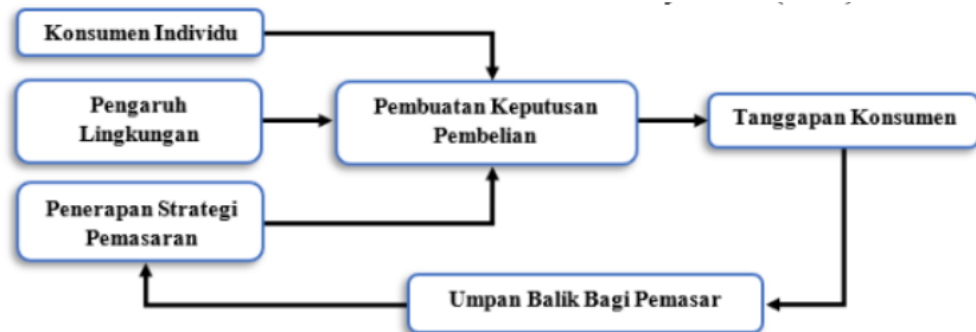 Konsumen Individu
Pengaruh
Lingkungan
Pembuatan Keputusan
Pembelian
Tanggapan Konsumen
Penerapan Strategi
Pemasaran
Umpan Balik Bagi Pemasar